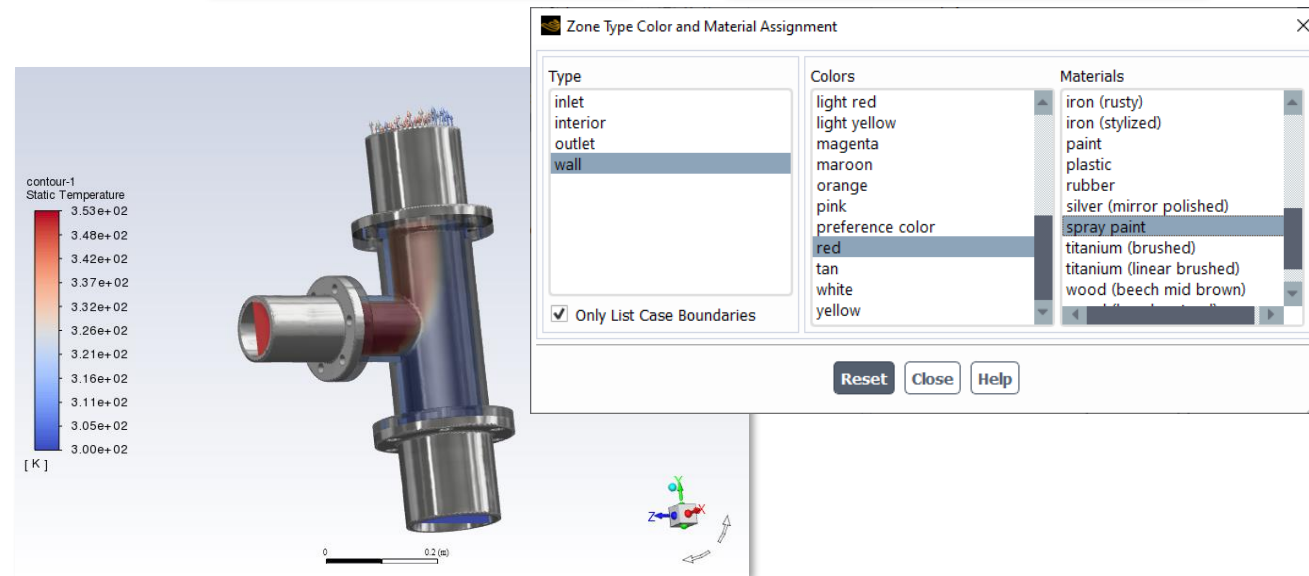 Zone Type Color and Material Assignment
Type
inlet
interior
outlet
wall
Only List Case Boundaries
Colors
light red
light yellow
magenta
maroon
orange
pink
preference color
red
tan
white
yellow
Materials
iron (rusty)
iron (stylized)
paint
plastic
rubber
silver (mirror polished)
spray paint
titanium (brushed)
titanium (linear brushed)
wood (beech mid brown)
Reset Close Help
contour-1
Static Temperature
3.53e+02
3.48e+02
3.42e+02
3.37e+02
3.32e+02
3.26e+02
3.21e+02
3.16e+02
3.11e+02
3.05e+02
3.00e+02
[ K ]
0 0.2 (m)
Y
Z X